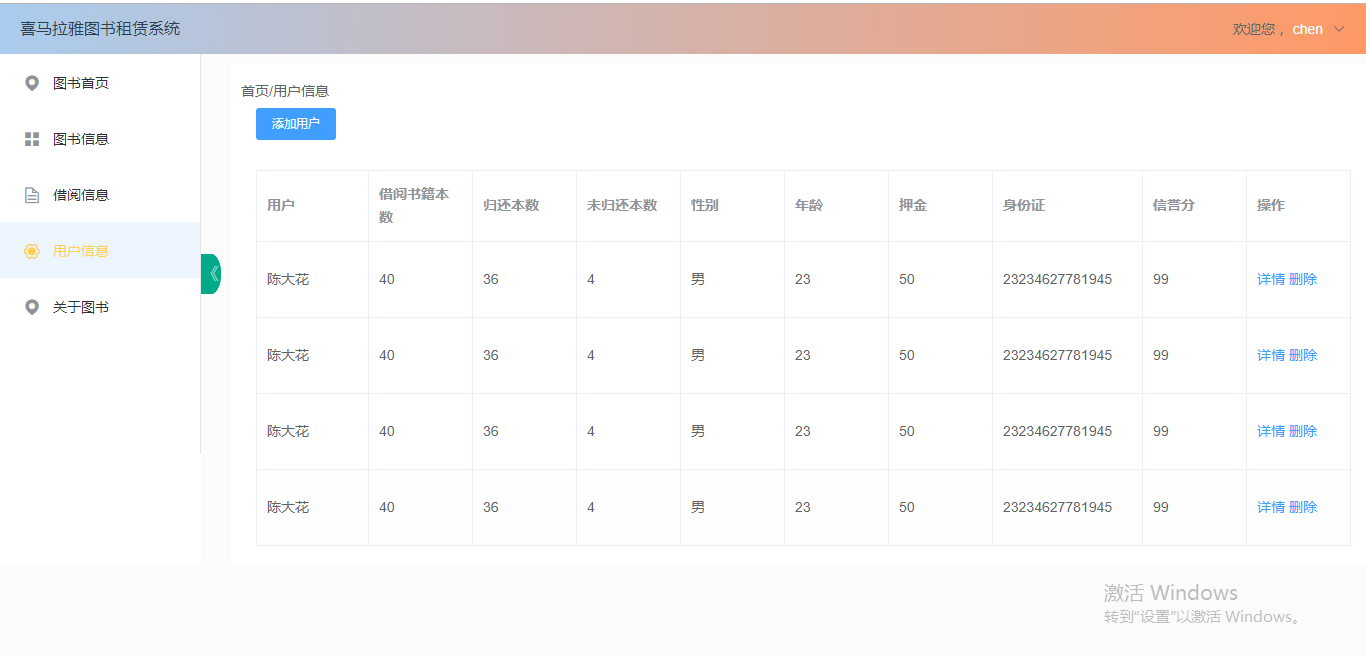 喜马拉雅图书租赁系统 欢迎您， chen
图书首页
图书信息
借阅信息
用户信息
关于图书
《
首页/用户信息
添加用户
用户 借阅书籍本数 归还本数 未归还本数 性别 年龄 押金 身份证 信誉分 操作
陈大花 40 36 4 男 23 50 23234627781945 99 详情 删除
陈大花 40 36 4 男 23 50 23234627781945 99 详情 删除
陈大花 40 36 4 男 23 50 23234627781945 99 详情 删除
陈大花 40 36 4 男 23 50 23234627781945 99 详情 删除
激活 Windows
转到"设置"以激活 Windows。